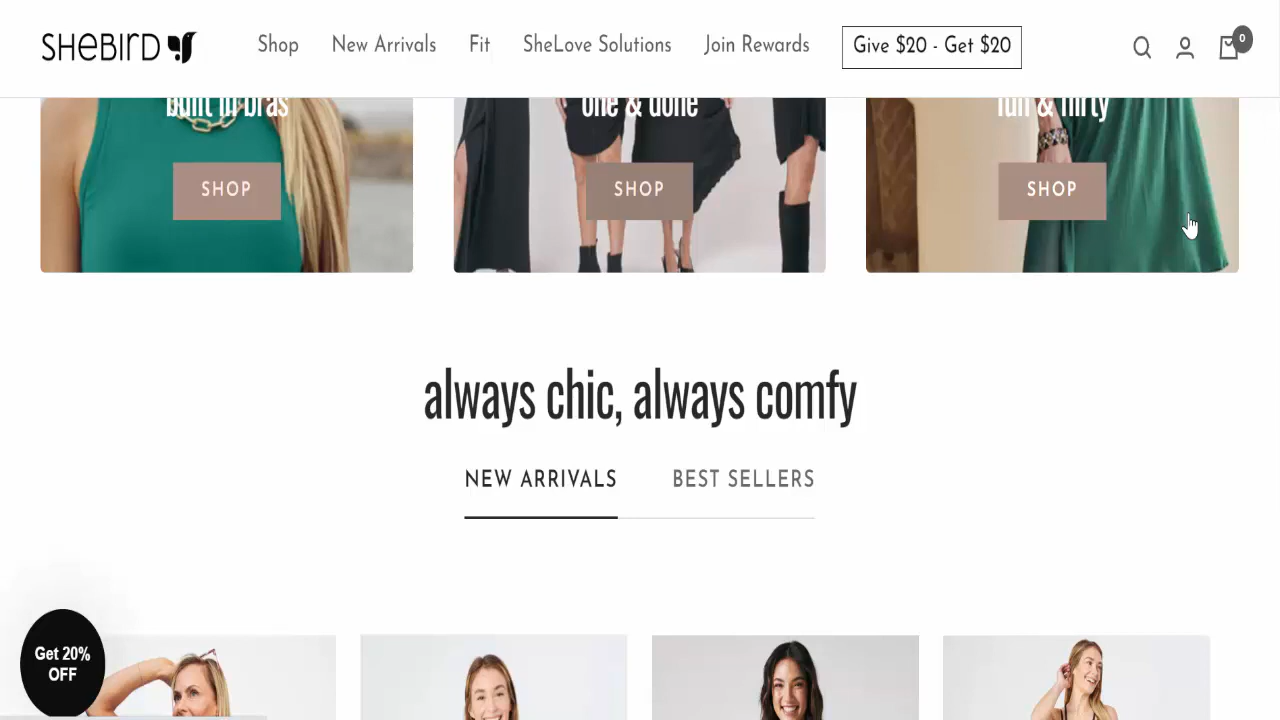 SHEBIRD
Shop
New Arrivals
Fit
SheLove Solutions
Join Rewards
Give $20 - Get $20
0
built in bras
one & done
fun & flirty
SHOP
SHOP
SHOP
always chic, always comfy
NEW ARRIVALS
BEST SELLERS
Get 20%
OFF